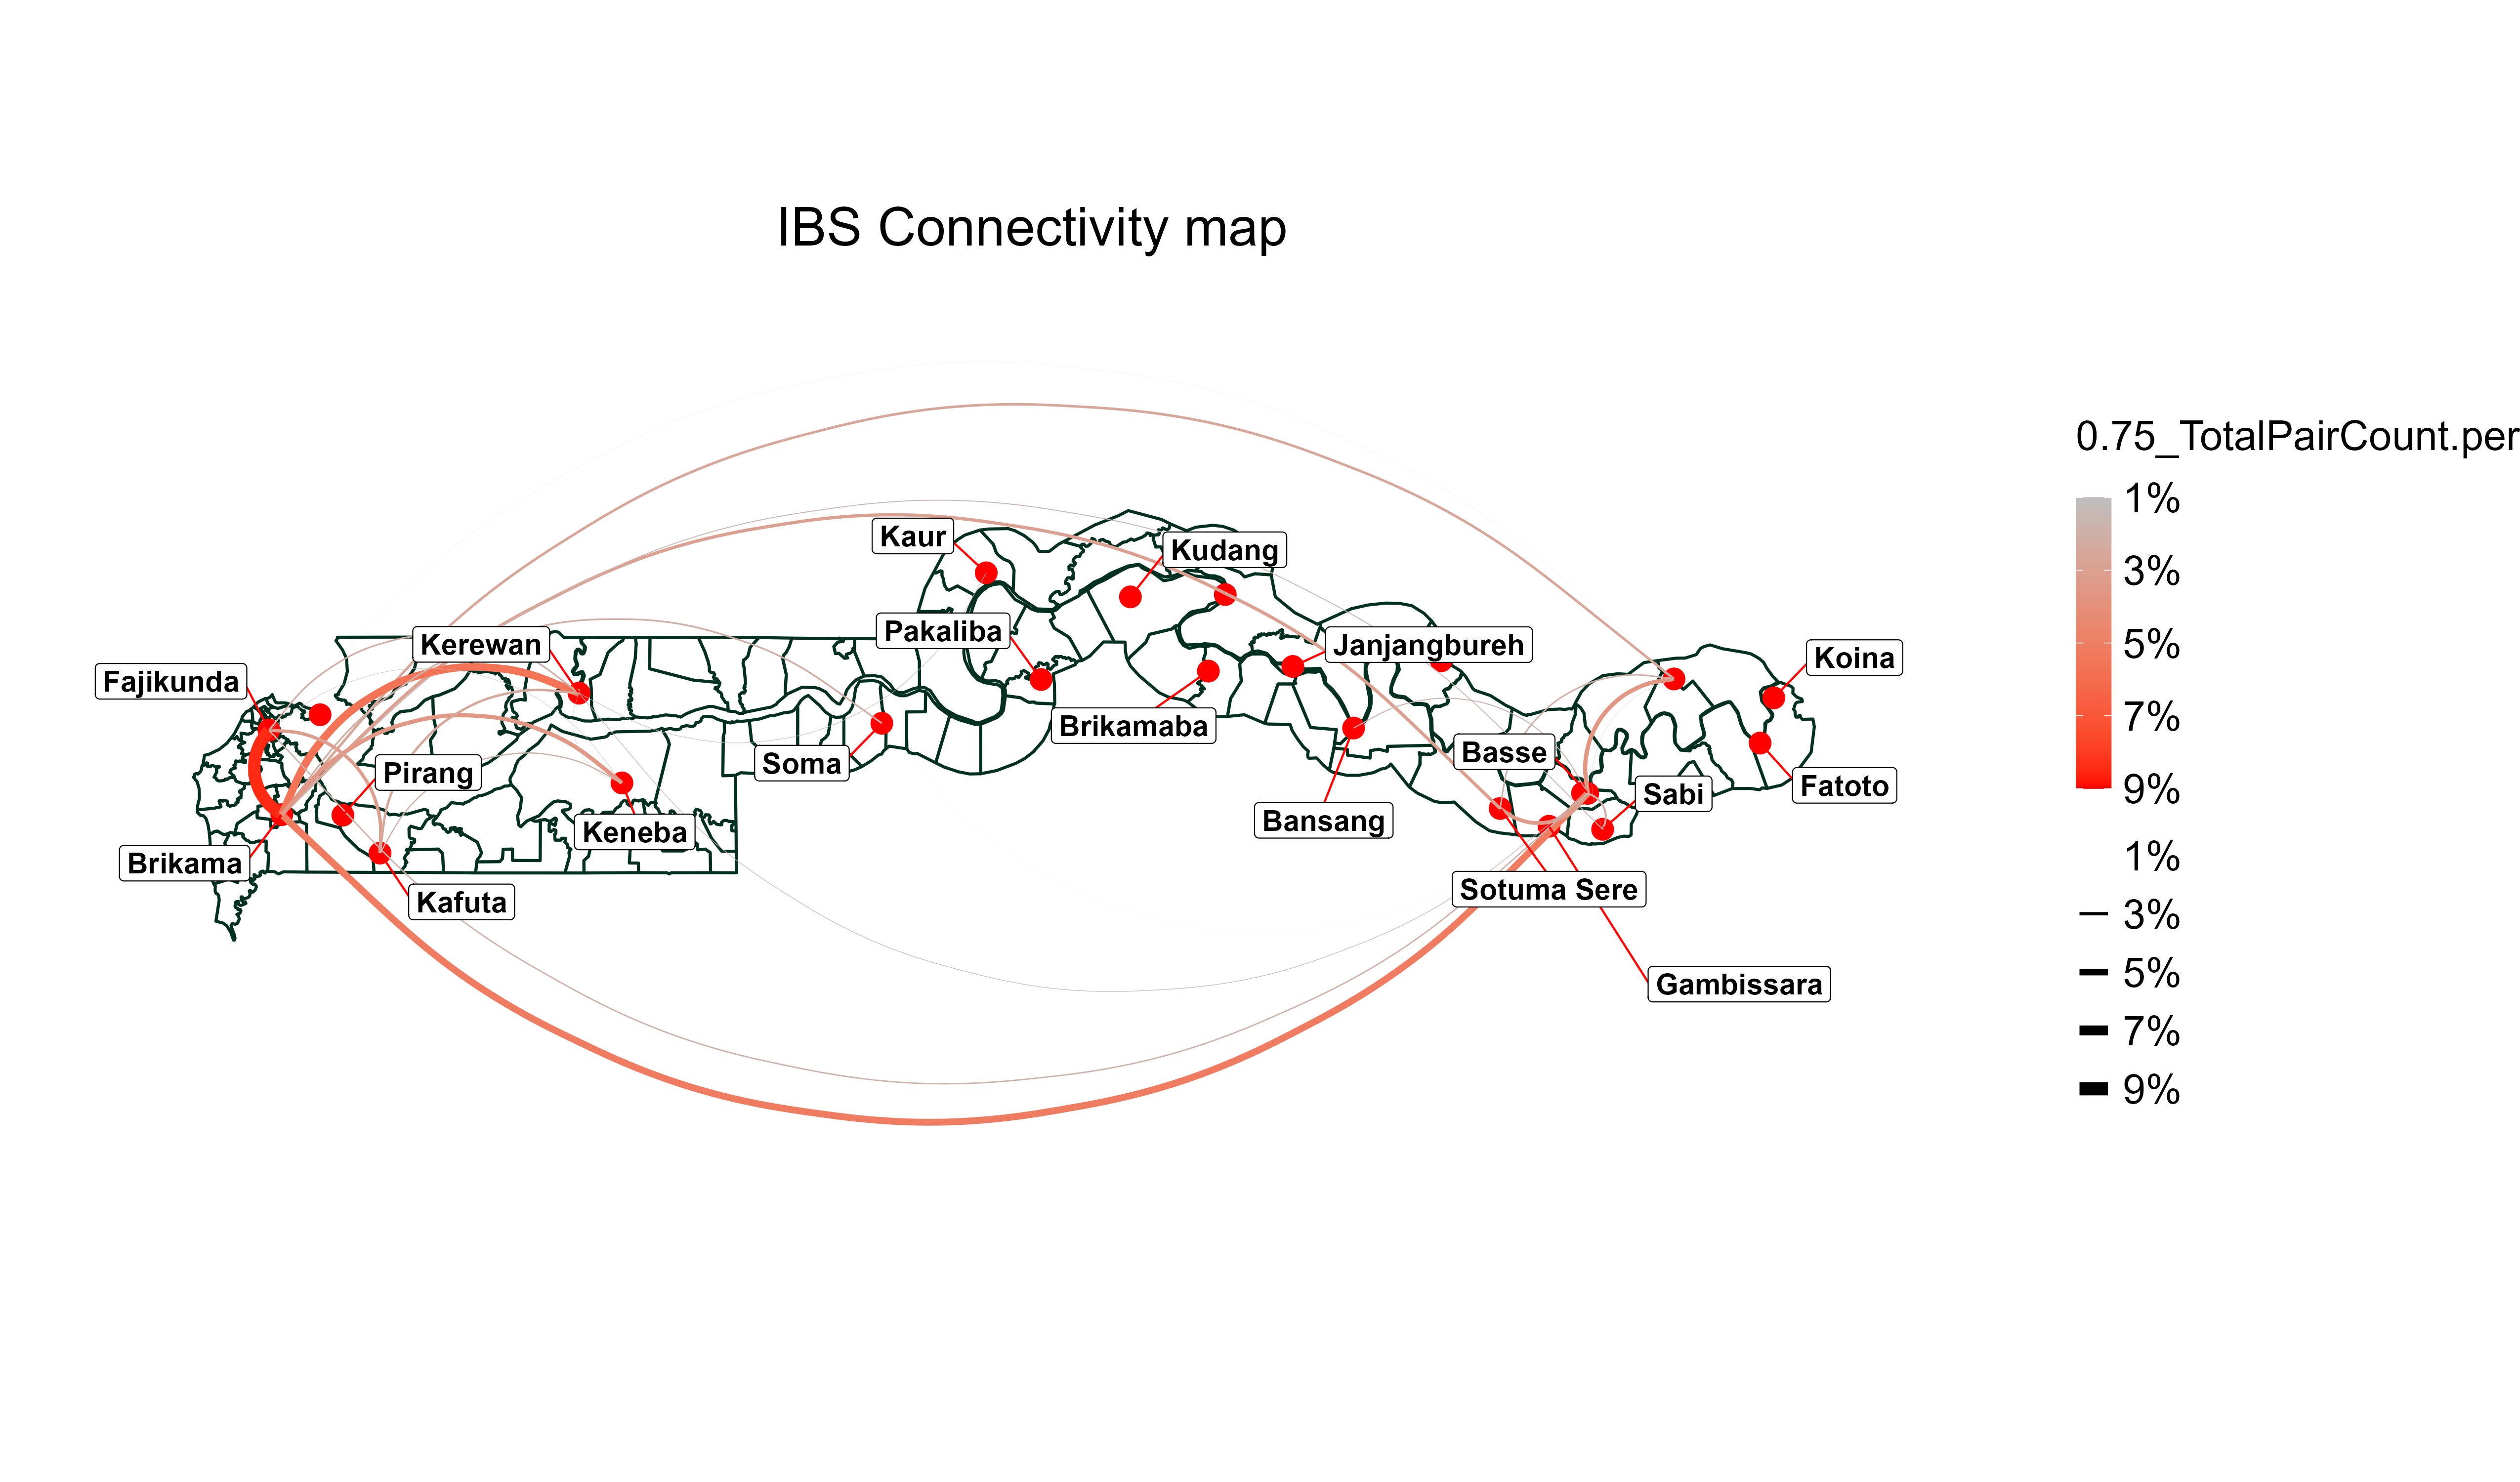 IBS Connectivity map
0.75_TotalPairCount.per
1%
3%
5%
7%
9%
1%
3%
5%
7%
9%
Kaur
Kudang
Pakaliba
Kerewan
Janjangbureh
Koina
Fajikunda
Brikamaba
Basse
Soma
Pirang
Sabi
Fatoto
Bansang
Keneba
Brikama
Sotuma Sere
Kafuta
Gambissara